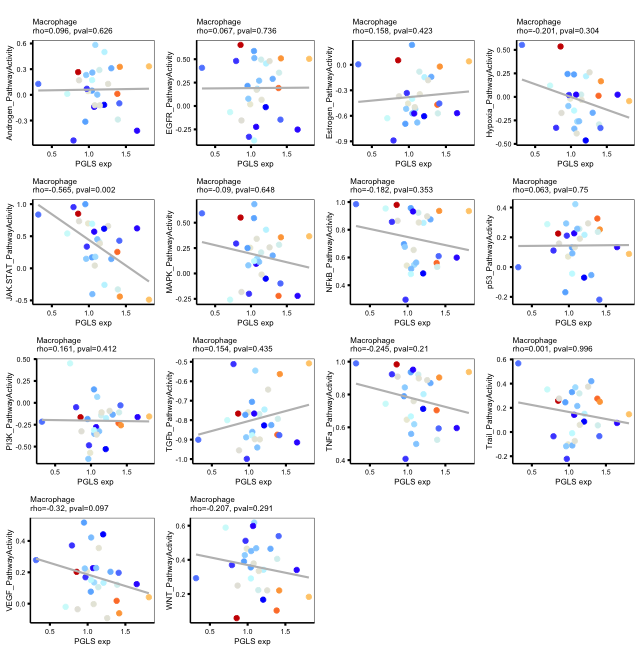 Macrophage
rho=0.096, pval=0.626
Androgen_PathwayActivity
0.6
0.3
0.0
-0.3
0.5
1.0
1.5
PGLS exp
Macrophage
rho=0.067, pval=0.736
EGFR_PathwayActivity
0.50
0.25
0.00
-0.25
0.5
1.0
1.5
PGLS exp
Macrophage
rho=0.158, pval=0.423
Estrogen_PathwayActivity
0.0
-0.3
-0.6
-0.9
0.5
1.0
1.5
PGLS exp
Macrophage
rho=-0.201, pval=0.304
Hypoxia_PathwayActivity
0.50
0.25
0.00
-0.25
-0.50
0.5
1.0
1.5
PGLS exp
Macrophage
rho=-0.565, pval=0.002
JAK-STAT_PathwayActivity
1.0
0.5
0.0
-0.5
0.5
1.0
1.5
PGLS exp
Macrophage
rho=-0.09, pval=0.648
MAPK_PathwayActivity
0.50
0.25
0.00
-0.25
0.5
1.0
1.5
PGLS exp
Macrophage
rho=-0.182, pval=0.353
NFkB_PathwayActivity
1.0
0.8
0.6
0.4
0.5
1.0
1.5
PGLS exp
Macrophage
rho=0.063, pval=0.75
p53_PathwayActivity
0.4
0.2
0.0
-0.2
0.5
1.0
1.5
PGLS exp
Macrophage
rho=0.161, pval=0.412
PI3K_PathwayActivity
0.50
0.25
0.00
-0.25
-0.50
0.5
1.0
1.5
PGLS exp
Macrophage
rho=0.154, pval=0.435
TGFb_PathwayActivity
-0.5
-0.6
-0.7
-0.8
-0.9
-1.0
0.5
1.0
1.5
PGLS exp
Macrophage
rho=-0.245, pval=0.21
TNFa_PathwayActivity
1.0
0.8
0.6
0.4
0.5
1.0
1.5
PGLS exp
Macrophage
rho=0.001, pval=0.996
Trail_PathwayActivity
0.6
0.4
0.2
0.0
-0.2
0.5
1.0
1.5
PGLS exp
Macrophage
rho=-0.32, pval=0.097
VEGF_PathwayActivity
0.4
0.2
0.0
0.5
1.0
1.5
PGLS exp
Macrophage
rho=-0.207, pval=0.291
WNT_PathwayActivity
0.6
0.4
0.2
0.5
1.0
1.5
PGLS exp